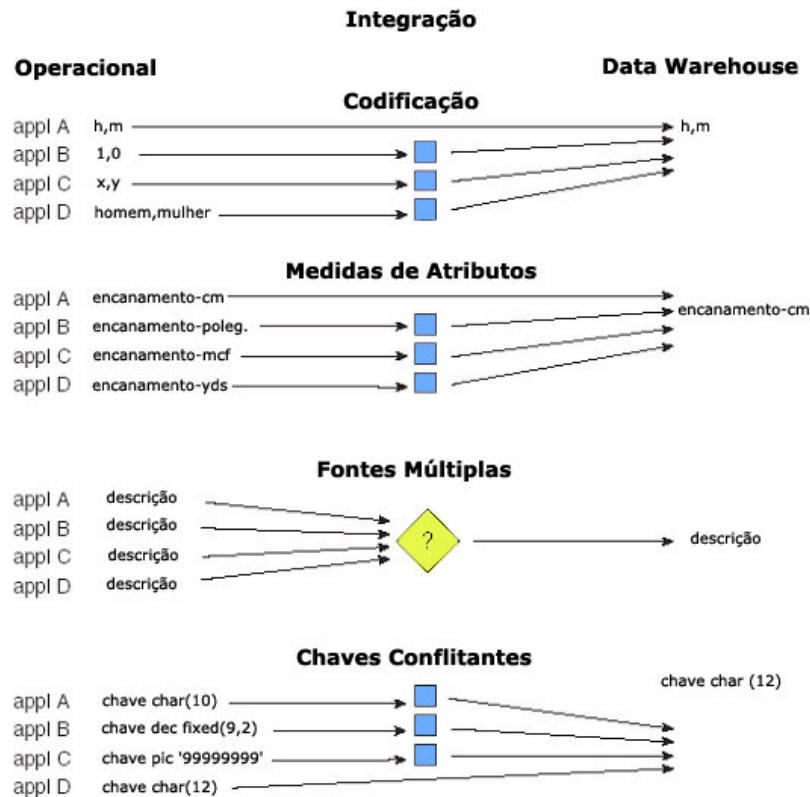 Integração
Operacional Data Warehouse
Codificação
appl A h,m h,m
appl B 1,0
appl C x,y
appl D homem,mulher
Medidas de Atributos
appl A encanamento-cm
encanamento-cm
appl B encanamento-poleg.
appl C encanamento-mcf
appl D encanamento-yds
Fontes Múltiplas
appl A descrição
appl B descrição
? descrição
appl C descrição
appl D descrição
Chaves Conflitantes
chave char (12)
appl A chave char(10)
appl B chave dec fixed(9,2)
appl C chave pic '99999999'
appl D chave char(12)